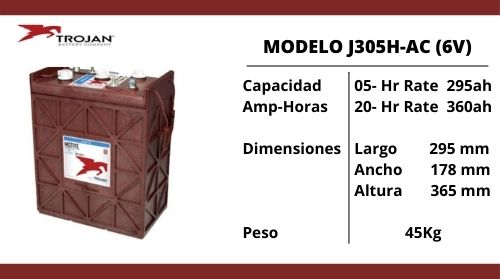 TROJAN
BATTERY COMPANY
MODELO J305H-AC (6V)
Capacidad 05- Hr Rate 295ah
Amp-Horas 20- Hr Rate 360ah
Dimensiones Largo 295 mm
Ancho 178 mm
Altura 365 mm
Peso 45Kg
MOTIVE